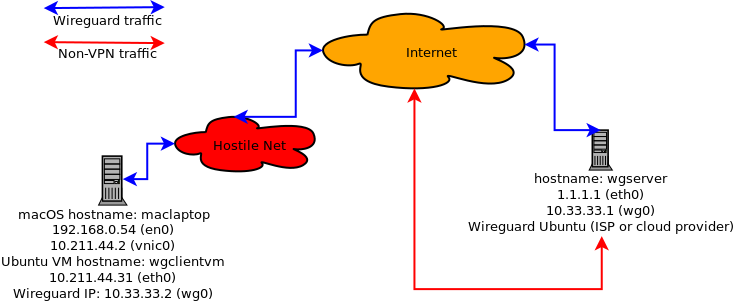 Wireguard traffic
Non-VPN traffic
Internet
Hostile Net
hostname: wgserver
1.1.1.1 (eth0)
10.33.33.1 (wg0)
Wireguard Ubuntu (ISP or cloud provider)
macOS hostname: maclaptop
192.168.0.54 (en0)
10.211.44.2 (vnic0)
Ubuntu VM hostname: wgclientvm
10.211.44.31 (eth0)
Wireguard IP: 10.33.33.2 (wg0)